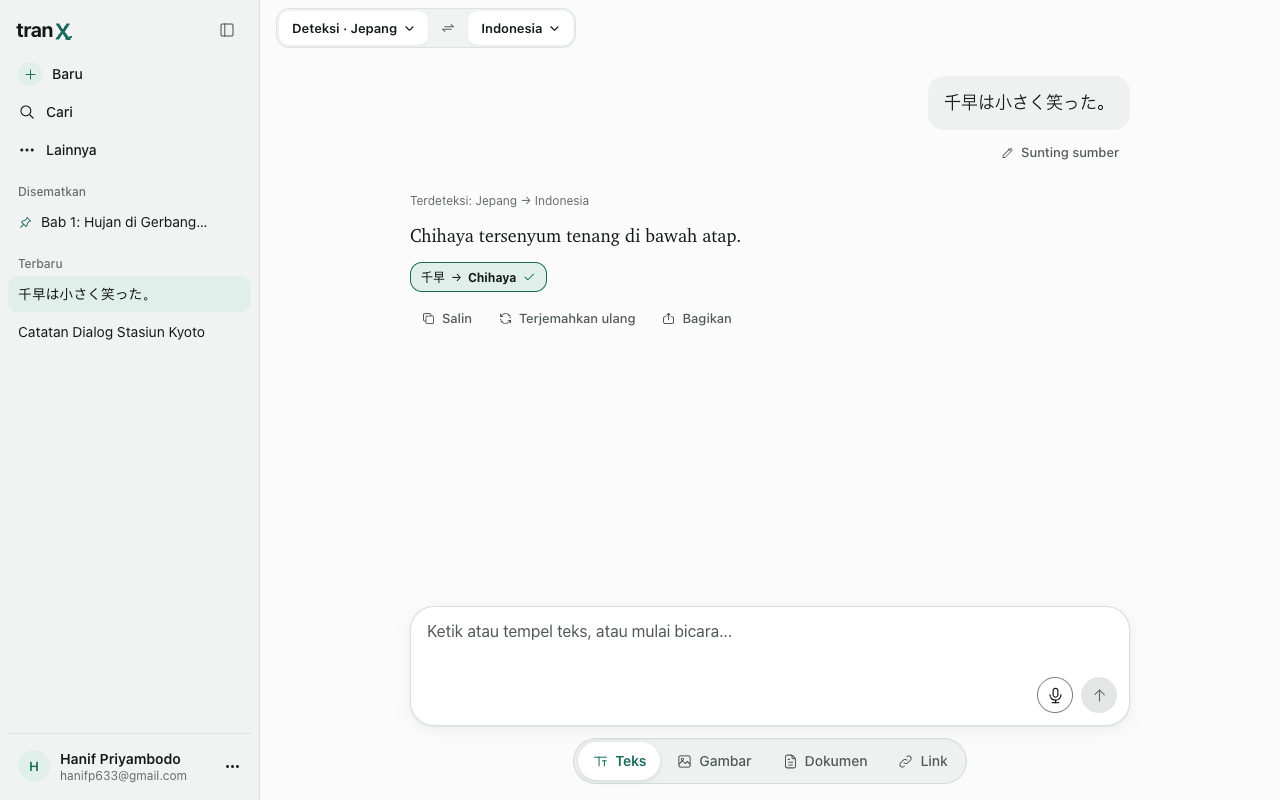 tranX
Deteksi · Jepang
Indonesia
Baru
Cari
Lainnya
Disematkan
Bab 1: Hujan di Gerbang...
Terbaru
千早は小さく笑った。
Catatan Dialog Stasiun Kyoto
千早は小さく笑った。
Sunting sumber
Terdeteksi: Jepang → Indonesia
Chihaya tersenyum tenang di bawah atap.
千早 → Chihaya
Salin
Terjemahkan ulang
Bagikan
Ketik atau tempel teks, atau mulai bicara...
Teks
Gambar
Dokumen
Link
H
Hanif Priyambodo
hanifp633@gmail.com